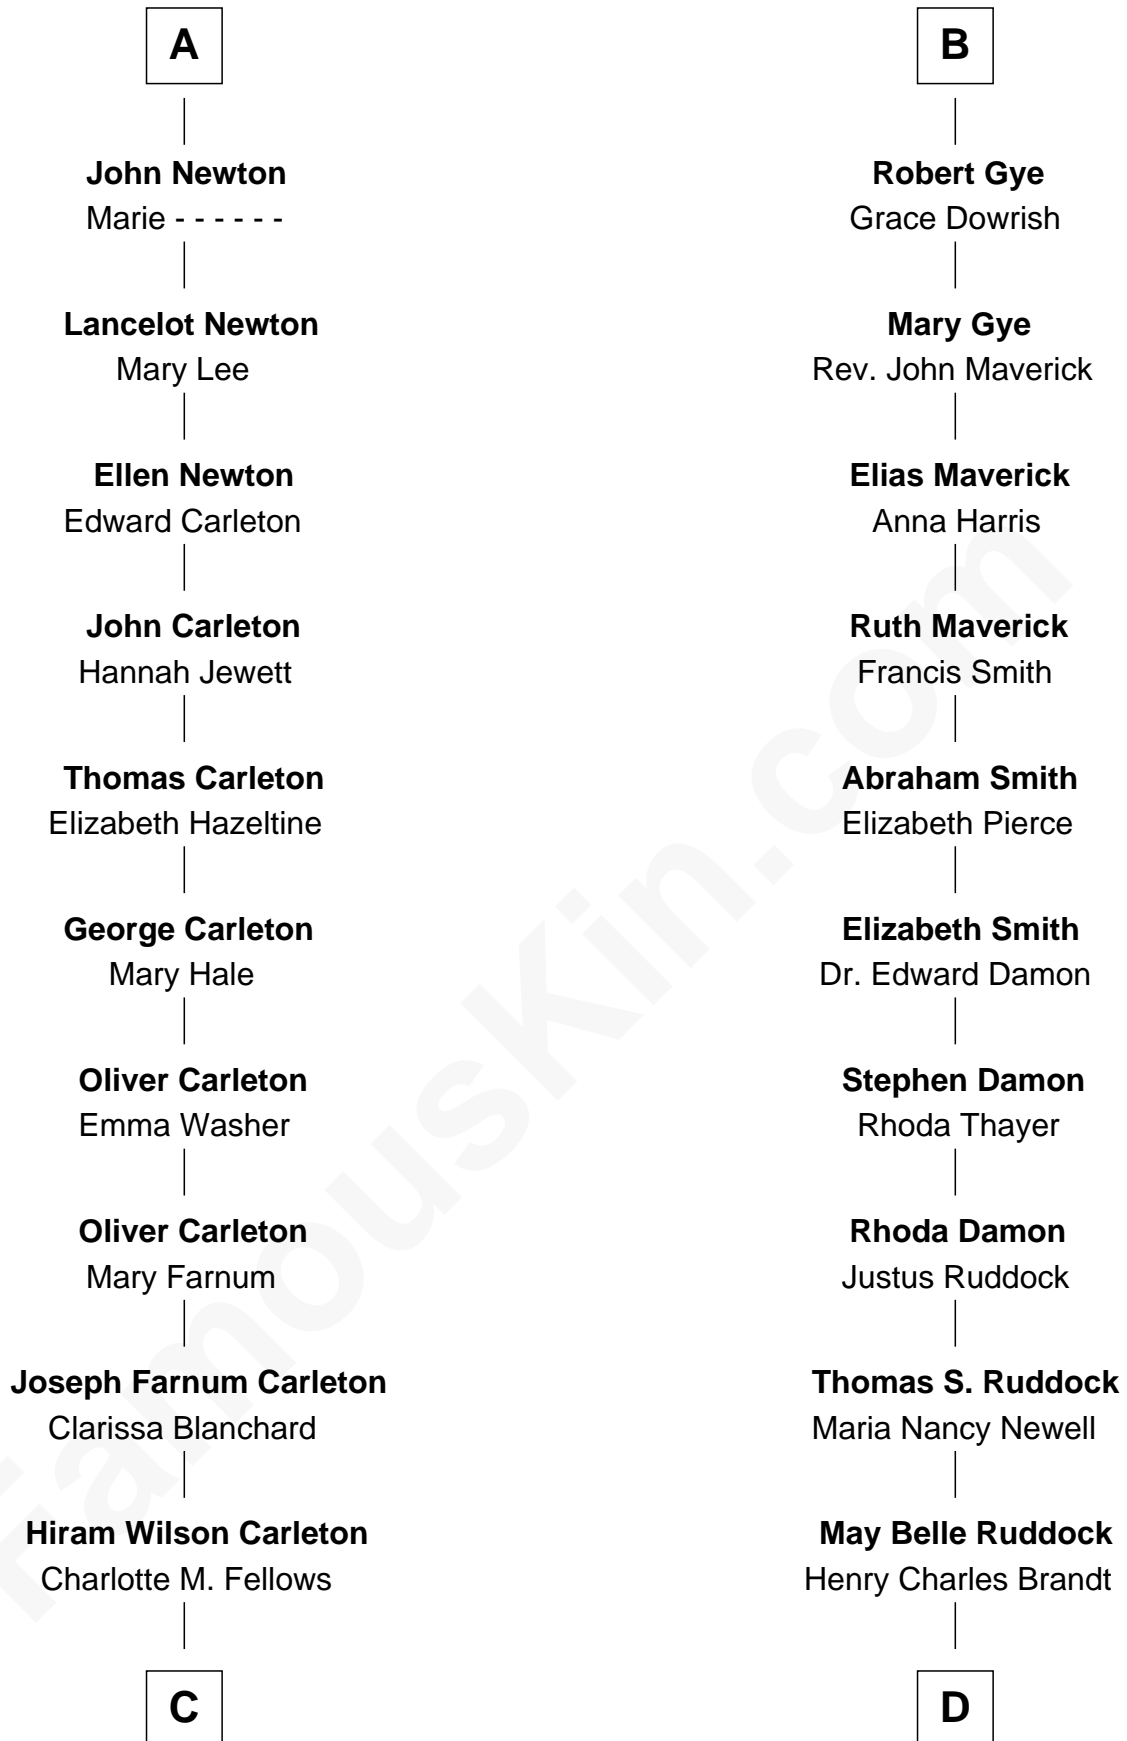 A
John Newton
Marie - - - - - -
Lancelot Newton
Mary Lee
Ellen Newton
Edward Carleton
John Carleton
Hannah Jewett
Thomas Carleton
Elizabeth Hazeltine
George Carleton
Mary Hale
Oliver Carleton
Emma Washer
Oliver Carleton
Mary Farnum
Joseph Farnum Carleton
Clarissa Blanchard
Hiram Wilson Carleton
Charlotte M. Fellows
C
B
Robert Gye
Grace Dowrish
Mary Gye
Rev. John Maverick
Elias Maverick
Anna Harris
Ruth Maverick
Francis Smith
Abraham Smith
Elizabeth Pierce
Elizabeth Smith
Dr. Edward Damon
Stephen Damon
Rhoda Thayer
Rhoda Damon
Justus Ruddock
Thomas S. Ruddock
Maria Nancy Newell
May Belle Ruddock
Henry Charles Brandt
D
FamousKin.com